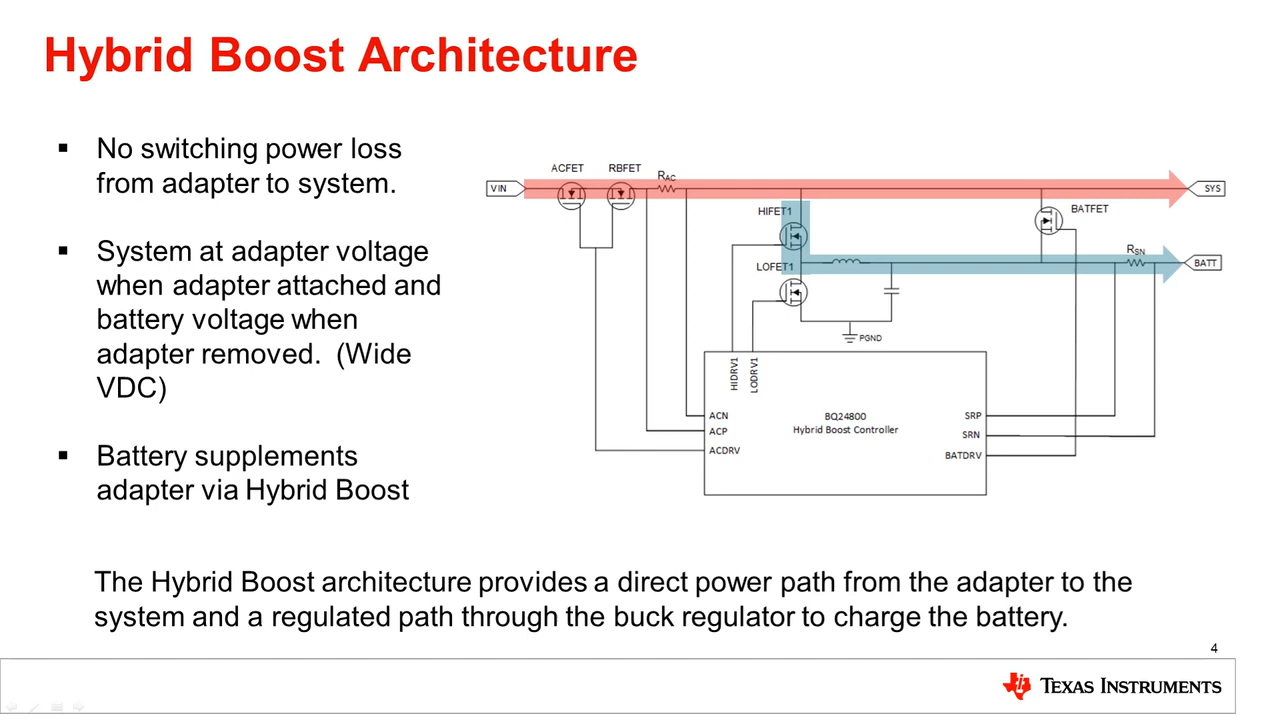 Hybrid Boost Architecture
▪ No switching power loss
from adapter to system.
▪ System at adapter voltage
when adapter attached and
battery voltage when
adapter removed.  (Wide
VDC)
▪ Battery supplements
adapter via Hybrid Boost
ACFET
RBFET
RAC
VIN
SYS
HIFET1
BATFET
LOFET1
RSN
BATT
PGND
HIDRV1
LODRV1
ACN
ACP
ACDRV
BQ24800
Hybrid Boost Controller
SRP
SRN
BATDRV
The Hybrid Boost architecture provides a direct power path from the adapter to the
system and a regulated path through the buck regulator to charge the battery.
4
TEXAS INSTRUMENTS